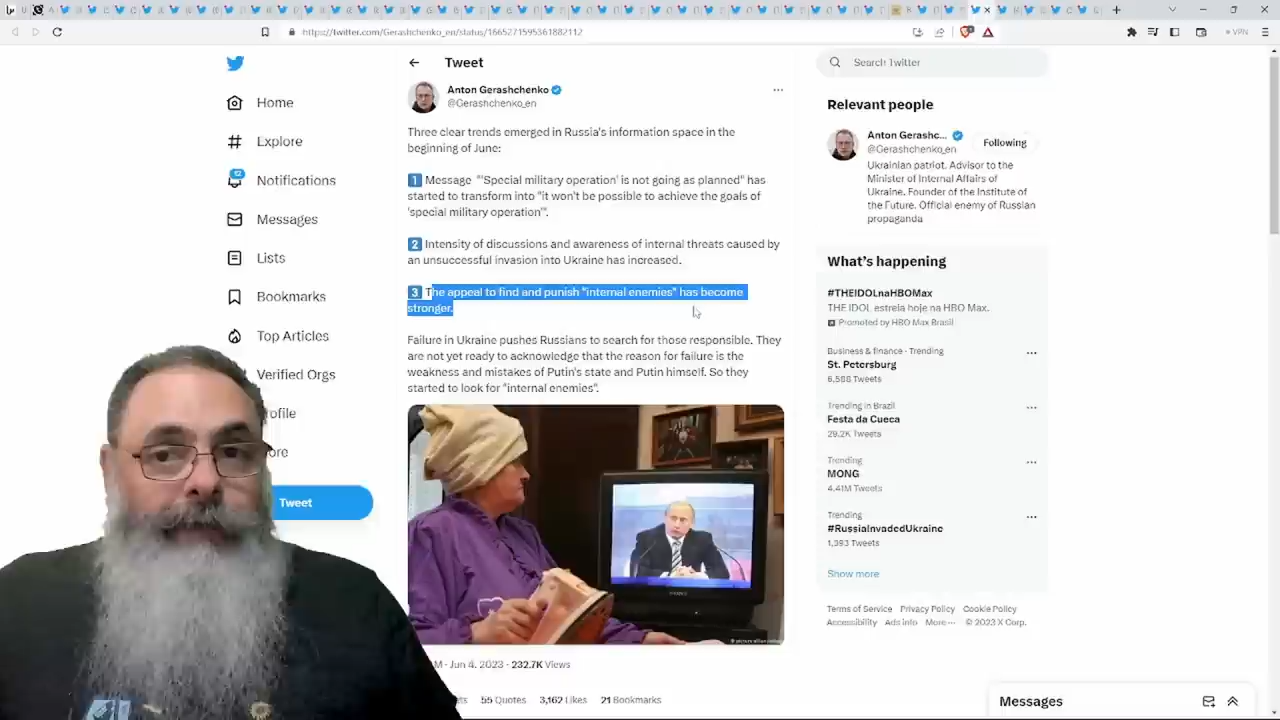 https://twitter.com/Gerashchenko_en/status/1665271595361882112
VPN
Home
Explore
Notifications
Messages
Lists
Bookmarks
Top Articles
Verified Orgs
rofile
ore
Tweet
Tweet
Anton Gerashchenko
@Gerashchenko_en
Three clear trends emerged in Russia's information space in the
beginning of June:
1 Message "'Special military operation' is not going as planned" has
started to transform into "it won't be possible to achieve the goals of
'special military operation'".
2 Intensity of discussions and awareness of internal threats caused by
an unsuccessful invasion into Ukraine has increased.
3 The appeal to find and punish "internal enemies" has become
stronger.
Failure in Ukraine pushes Russians to search for those responsible. They
are not yet ready to acknowledge that the reason for failure is the
weakness and mistakes of Putin's state and Putin himself. So they
started to look for "internal enemies".
M · Jun 4, 2023 · 232.7K Views
ets 55 Quotes 3,162 Likes 21 Bookmarks
Search Twitter
Relevant people
Anton Gerashc...
@Gerashchenko_en
Following
Ukrainian patriot. Advisor to the
Minister of Internal Affairs of
Ukraine. Founder of the Institute of
the Future. Official enemy of Russian
propaganda
What's happening
#THEIDOLnaHBOMax
THE IDOL estreia hoje na HBO Max.
Promoted by HBO Max Brasil
Business & finance · Trending
St. Petersburg
6,588 Tweets
Trending in Brazil
Festa da Cueca
29.2K Tweets
Trending
MONG
4.41M Tweets
Trending
#RussiaInvadedUkraine
1,393 Tweets
Show more
Terms of Service Privacy Policy Cookie Policy
Accessibility Ads info More ··· © 2023 X Corp.
Messages